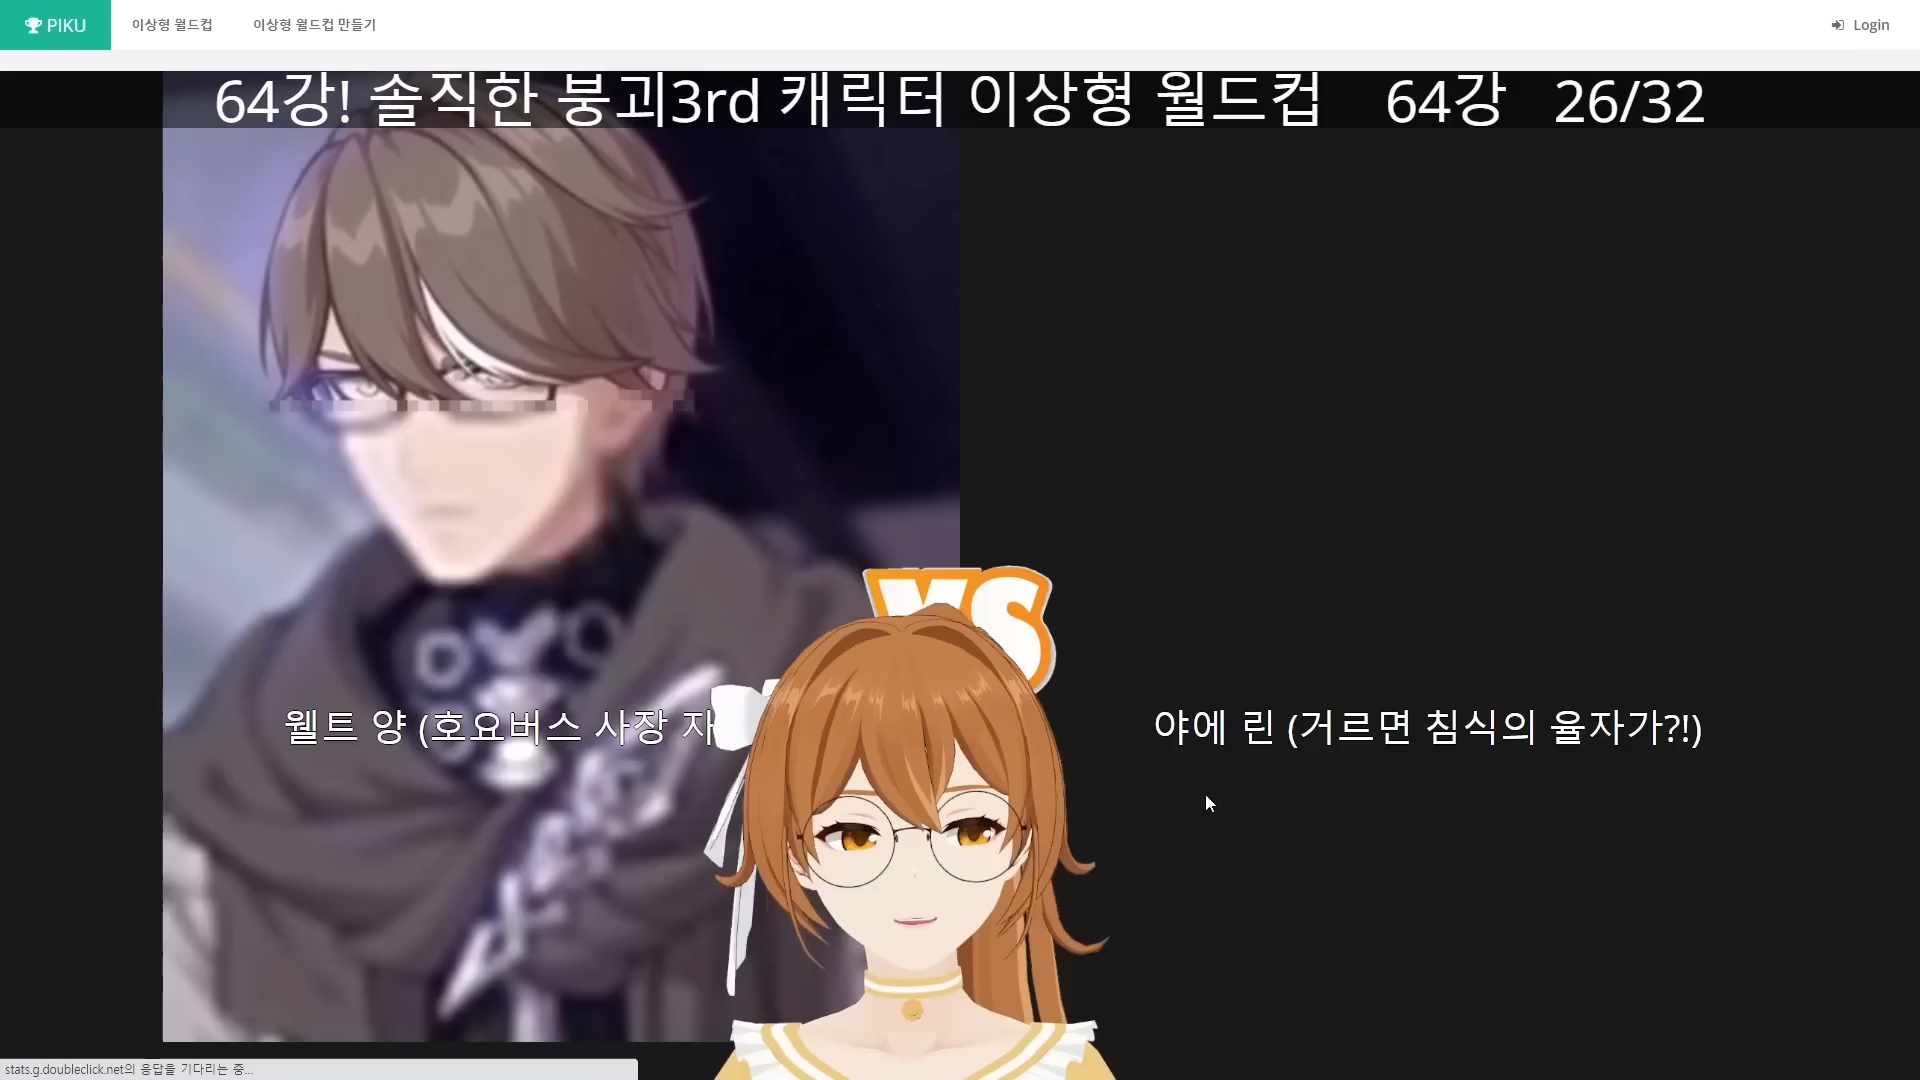 PIKU 이상형 월드컵 이상형 월드컵 만들기 Login
64강! 솔직한 붕괴3rd 캐릭터 이상형 월드컵 64강 26/32
VS
웰트 양 (호요버스 사장 자
야에 린 (거르면 침식의 율자가?!)
stats.g.doubleclick.net의 응답을 기다리는 중...